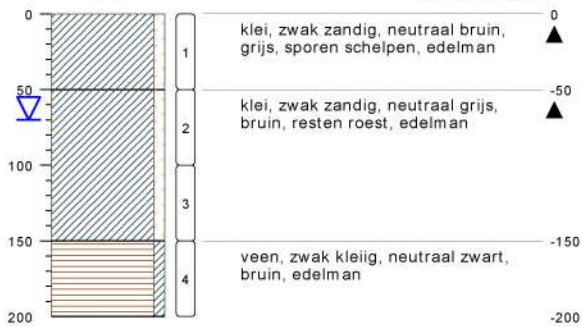 0
klei, zwak zandig, neutraal bruin,
grijs, sporen schelpen, edelman
0
1
50
klei, zwak zandig, neutraal grijs,
bruin, resten roest, edelman
-50
2
100
3
150
veen, zwak kleiig, neutraal zwart,
bruin, edelman
-150
4
200
-200